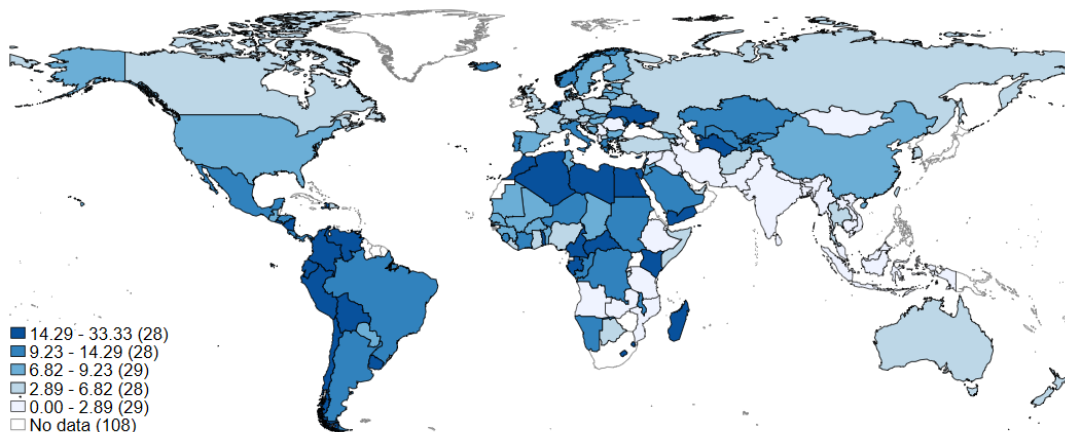 14.29 - 33.33 (28)
9.23 - 14.29 (28)
6.82 - 9.23 (29)
2.89 - 6.82 (28)
0.00 - 2.89 (29)
No data (108)